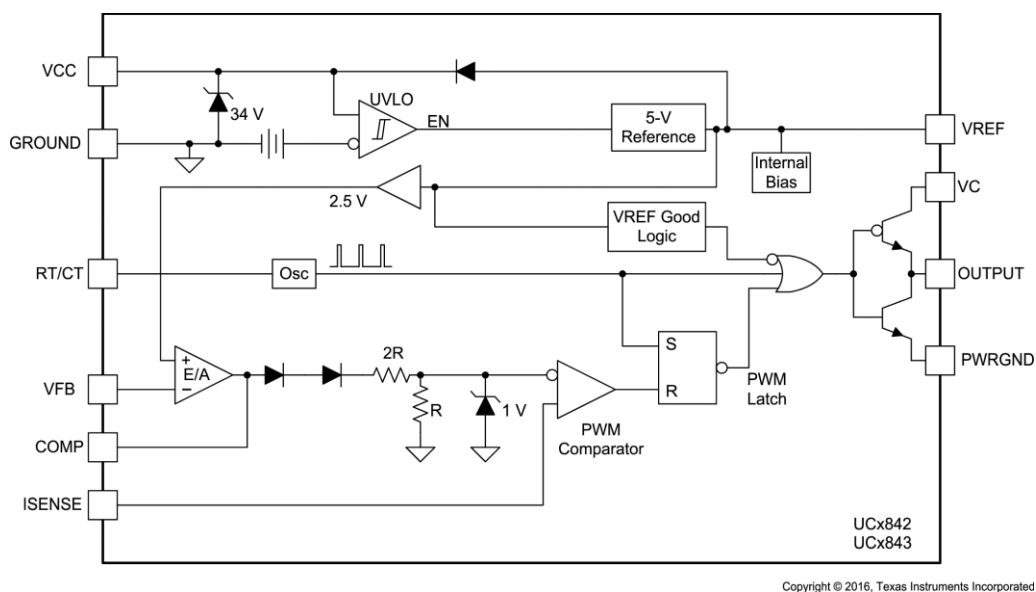 VCC
UVLO
34 V
EN
5-V
Reference
GROUND
VREF
Internal
Bias
2.5 V
VC
VREF Good
Logic
RT/CT
Osc
OUTPUT
2R
S
+
E/A
−
VFB
R
1 V
R
PWM
Latch
PWRGND
PWM
Comparator
COMP
ISENSE
UCx842
UCx843
Copyright © 2016, Texas Instruments Incorporated